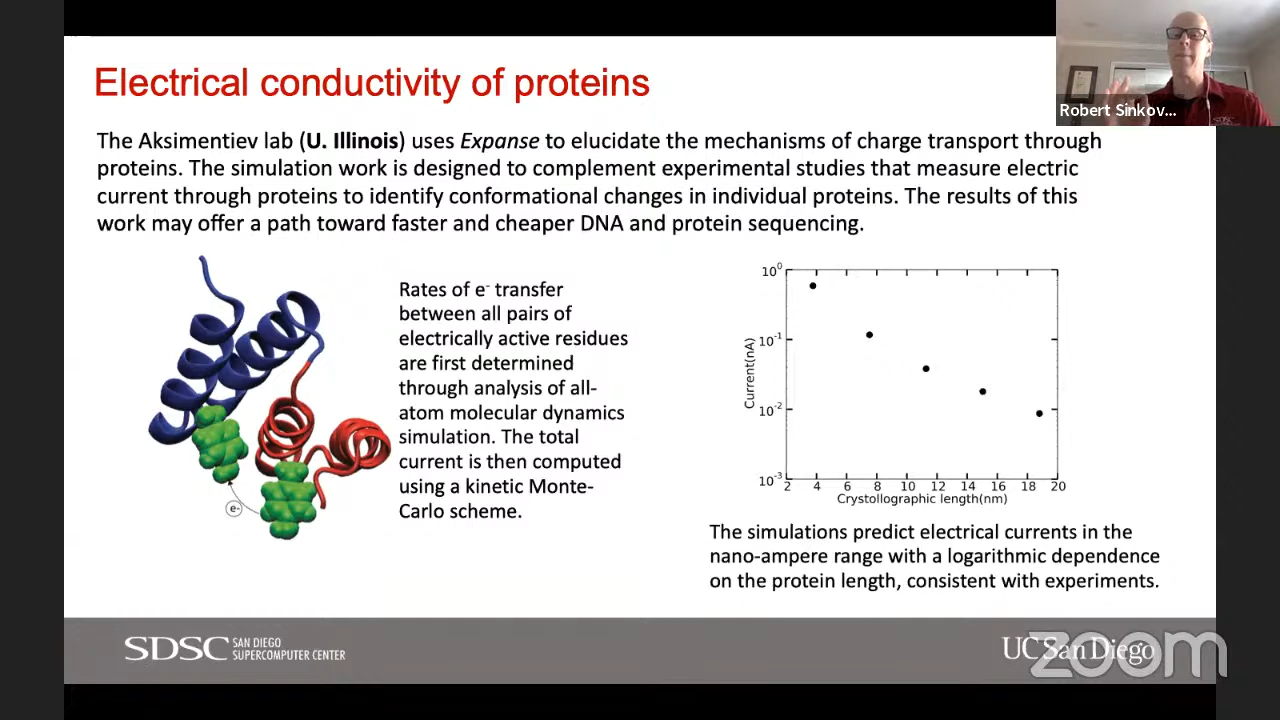 Electrical conductivity of proteins
Robert Sinkov...
The Aksimentiev lab (U. Illinois) uses Expanse to elucidate the mechanisms of charge transport through
proteins. The simulation work is designed to complement experimental studies that measure electric
current through proteins to identify conformational changes in individual proteins. The results of this
work may offer a path toward faster and cheaper DNA and protein sequencing.
Rates of e- transfer
between all pairs of
electrically active residues
are first determined
through analysis of all-
atom molecular dynamics
simulation. The total
current is then computed
using a kinetic Monte-
Carlo scheme.
e-
10^0
10^-1
10^-2
10^-3
Current(nA)
2 4 6 8 10 12 14 16 18 20
Crystollographic length(nm)
The simulations predict electrical currents in the
nano-ampere range with a logarithmic dependence
on the protein length, consistent with experiments.
SDSC SAN DIEGO
SUPERCOMPUTER CENTER
UC San Diego
zoom